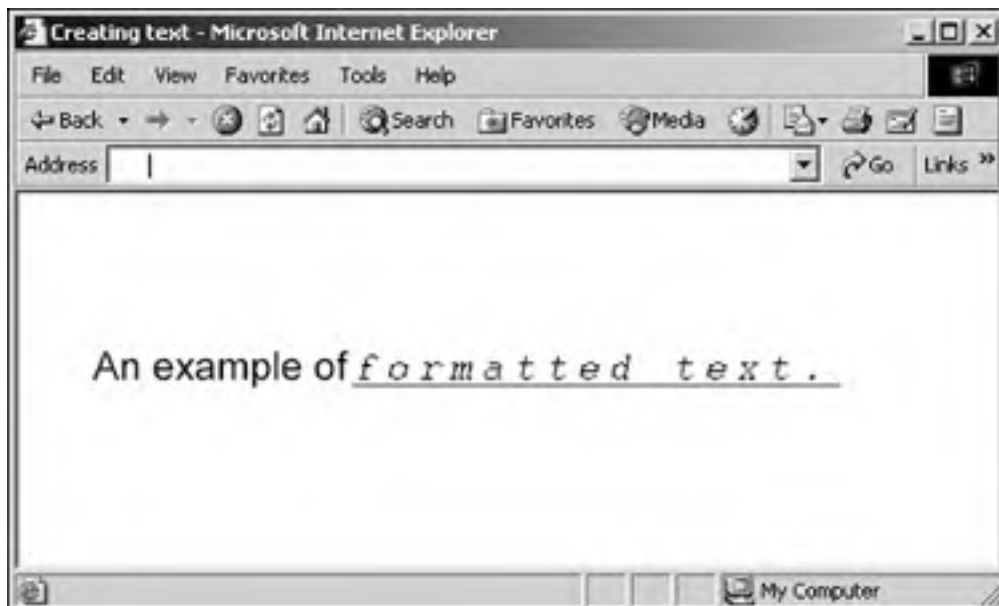 Creating text - Microsoft Internet Explorer
File Edit View Favorites Tools Help
Back Search Favorites Media
Address Go Links »
An example of formatted text.
My Computer